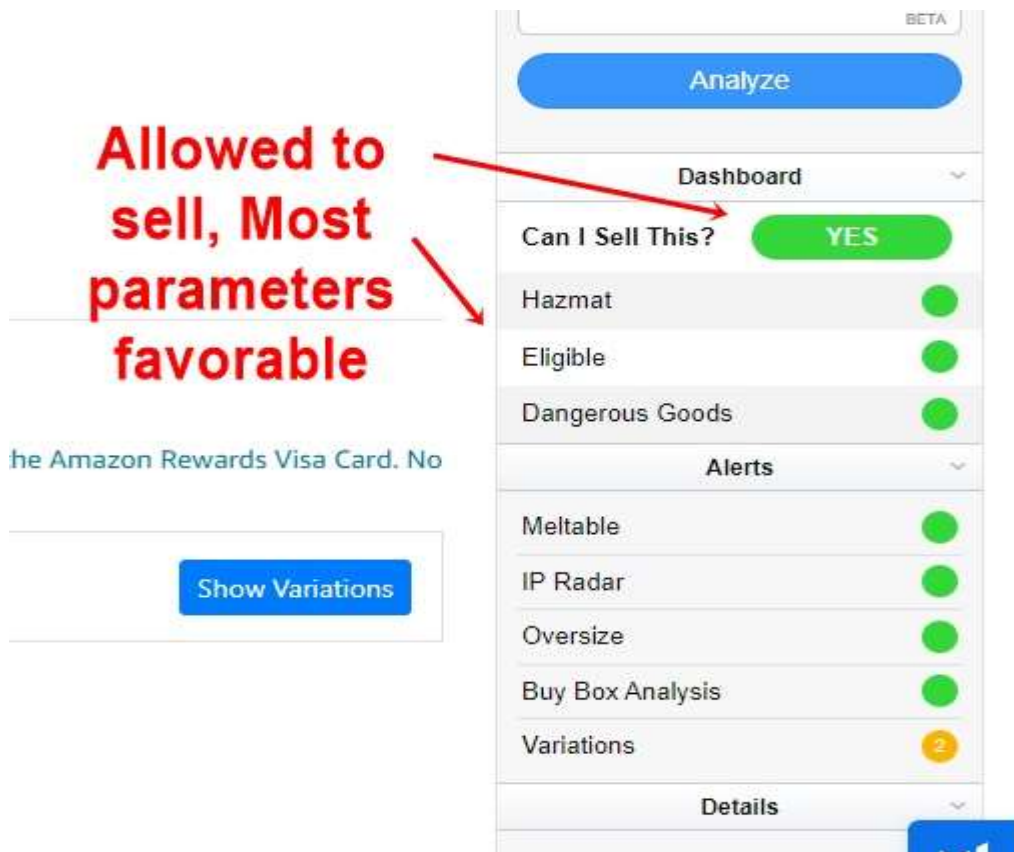 BETA
Analyze
Allowed to
sell, Most
parameters
favorable
Dashboard
Can I Sell This? YES
Hazmat
Eligible
Dangerous Goods
the Amazon Rewards Visa Card. No
Alerts
Meltable
Show Variations
IP Radar
Oversize
Buy Box Analysis
Variations 2
Details